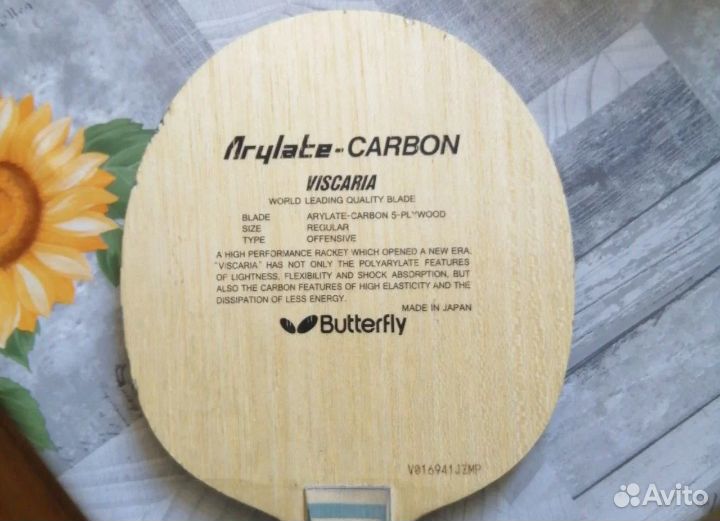 Arylate-CARBON
VISCARIA
WORLD LEADING QUALITY BLADE
BLADE ARYLATE-CARBON 5-PLYWOOD
SIZE REGULAR
TYPE OFFENSIVE
A HIGH PERFORMANCE RACKET WHICH OPENED A NEW ERA.
"VISCARIA" HAS NOT ONLY THE POLYARYLATE FEATURES
OF LIGHTNESS, FLEXIBILITY AND SHOCK ABSORPTION, BUT
ALSO THE CARBON FEATURES OF HIGH ELASTICITY AND THE
DISSIPATION OF LESS ENERGY.
MADE IN JAPAN
Butterfly
V016941JZMP
Avito